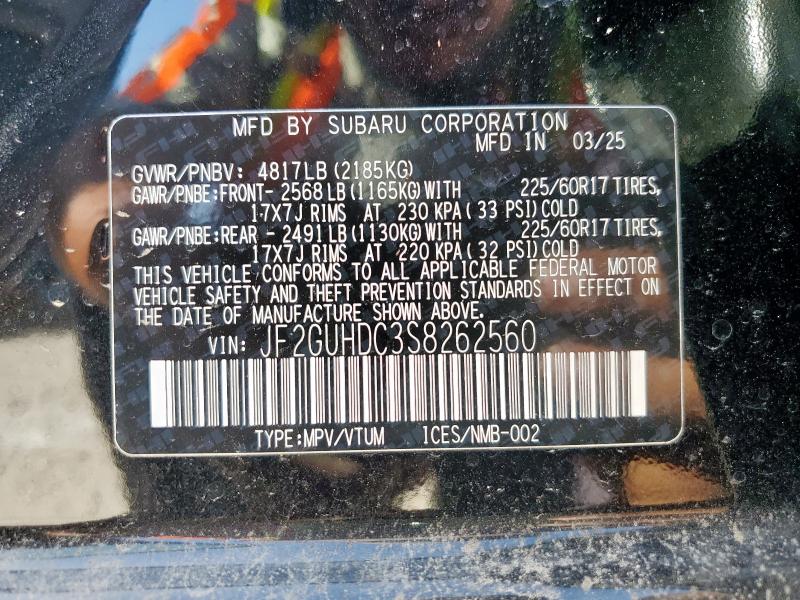 MFD BY SUBARU CORPORATION
MFD IN 03/25
GVWR/PNBV: 4817LB (2185KG)
GAWR/PNBE:FRONT- 2568LB (1165KG) WITH 225/60R17 TIRES,
17X7J RIMS AT 230 KPA ( 33 PSI) COLD
GAWR/PNBE:REAR - 2491LB (1130KG) WITH 225/60R17 TIRES,
17X7J RIMS AT 220 KPA ( 32 PSI) COLD
THIS VEHICLE CONFORMS TO ALL APPLICABLE FEDERAL MOTOR
VEHICLE SAFETY AND THEFT PREVENTION STANDARDS IN EFFECT ON
THE DATE OF MANUFACTURE SHOWN ABOVE.
VIN: JF2GUHDC3S8262560
TYPE:MPV/VTUM ICES/NMB-002